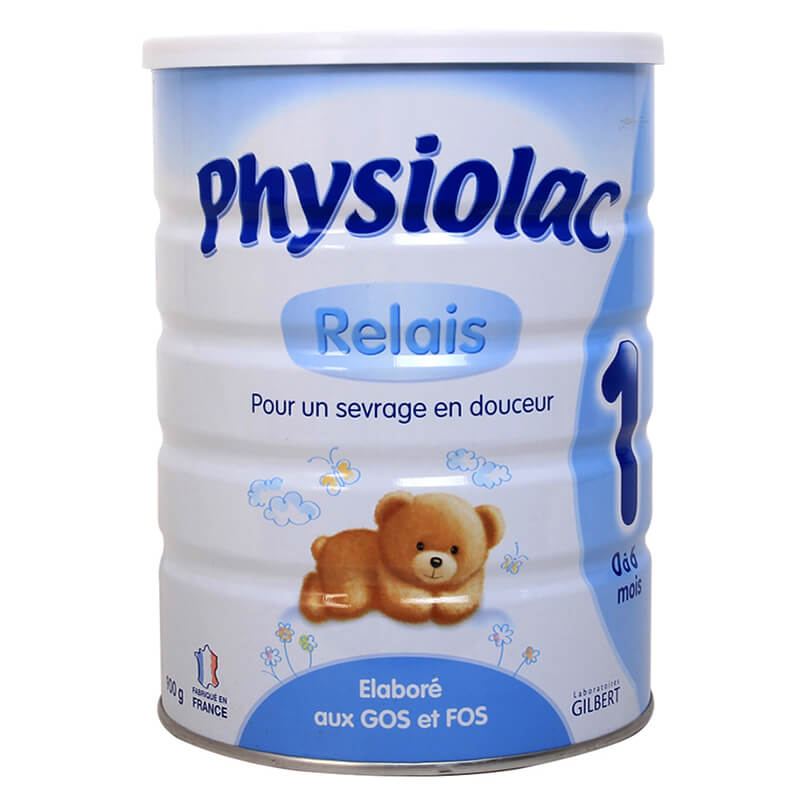 Physiolac
Relais
Pour un sevrage en douceur
1
0 à 6
mois
900 g
FABRIQUÉ EN
FRANCE
Elaboré
aux GOS et FOS
Laboratoires
GILBERT